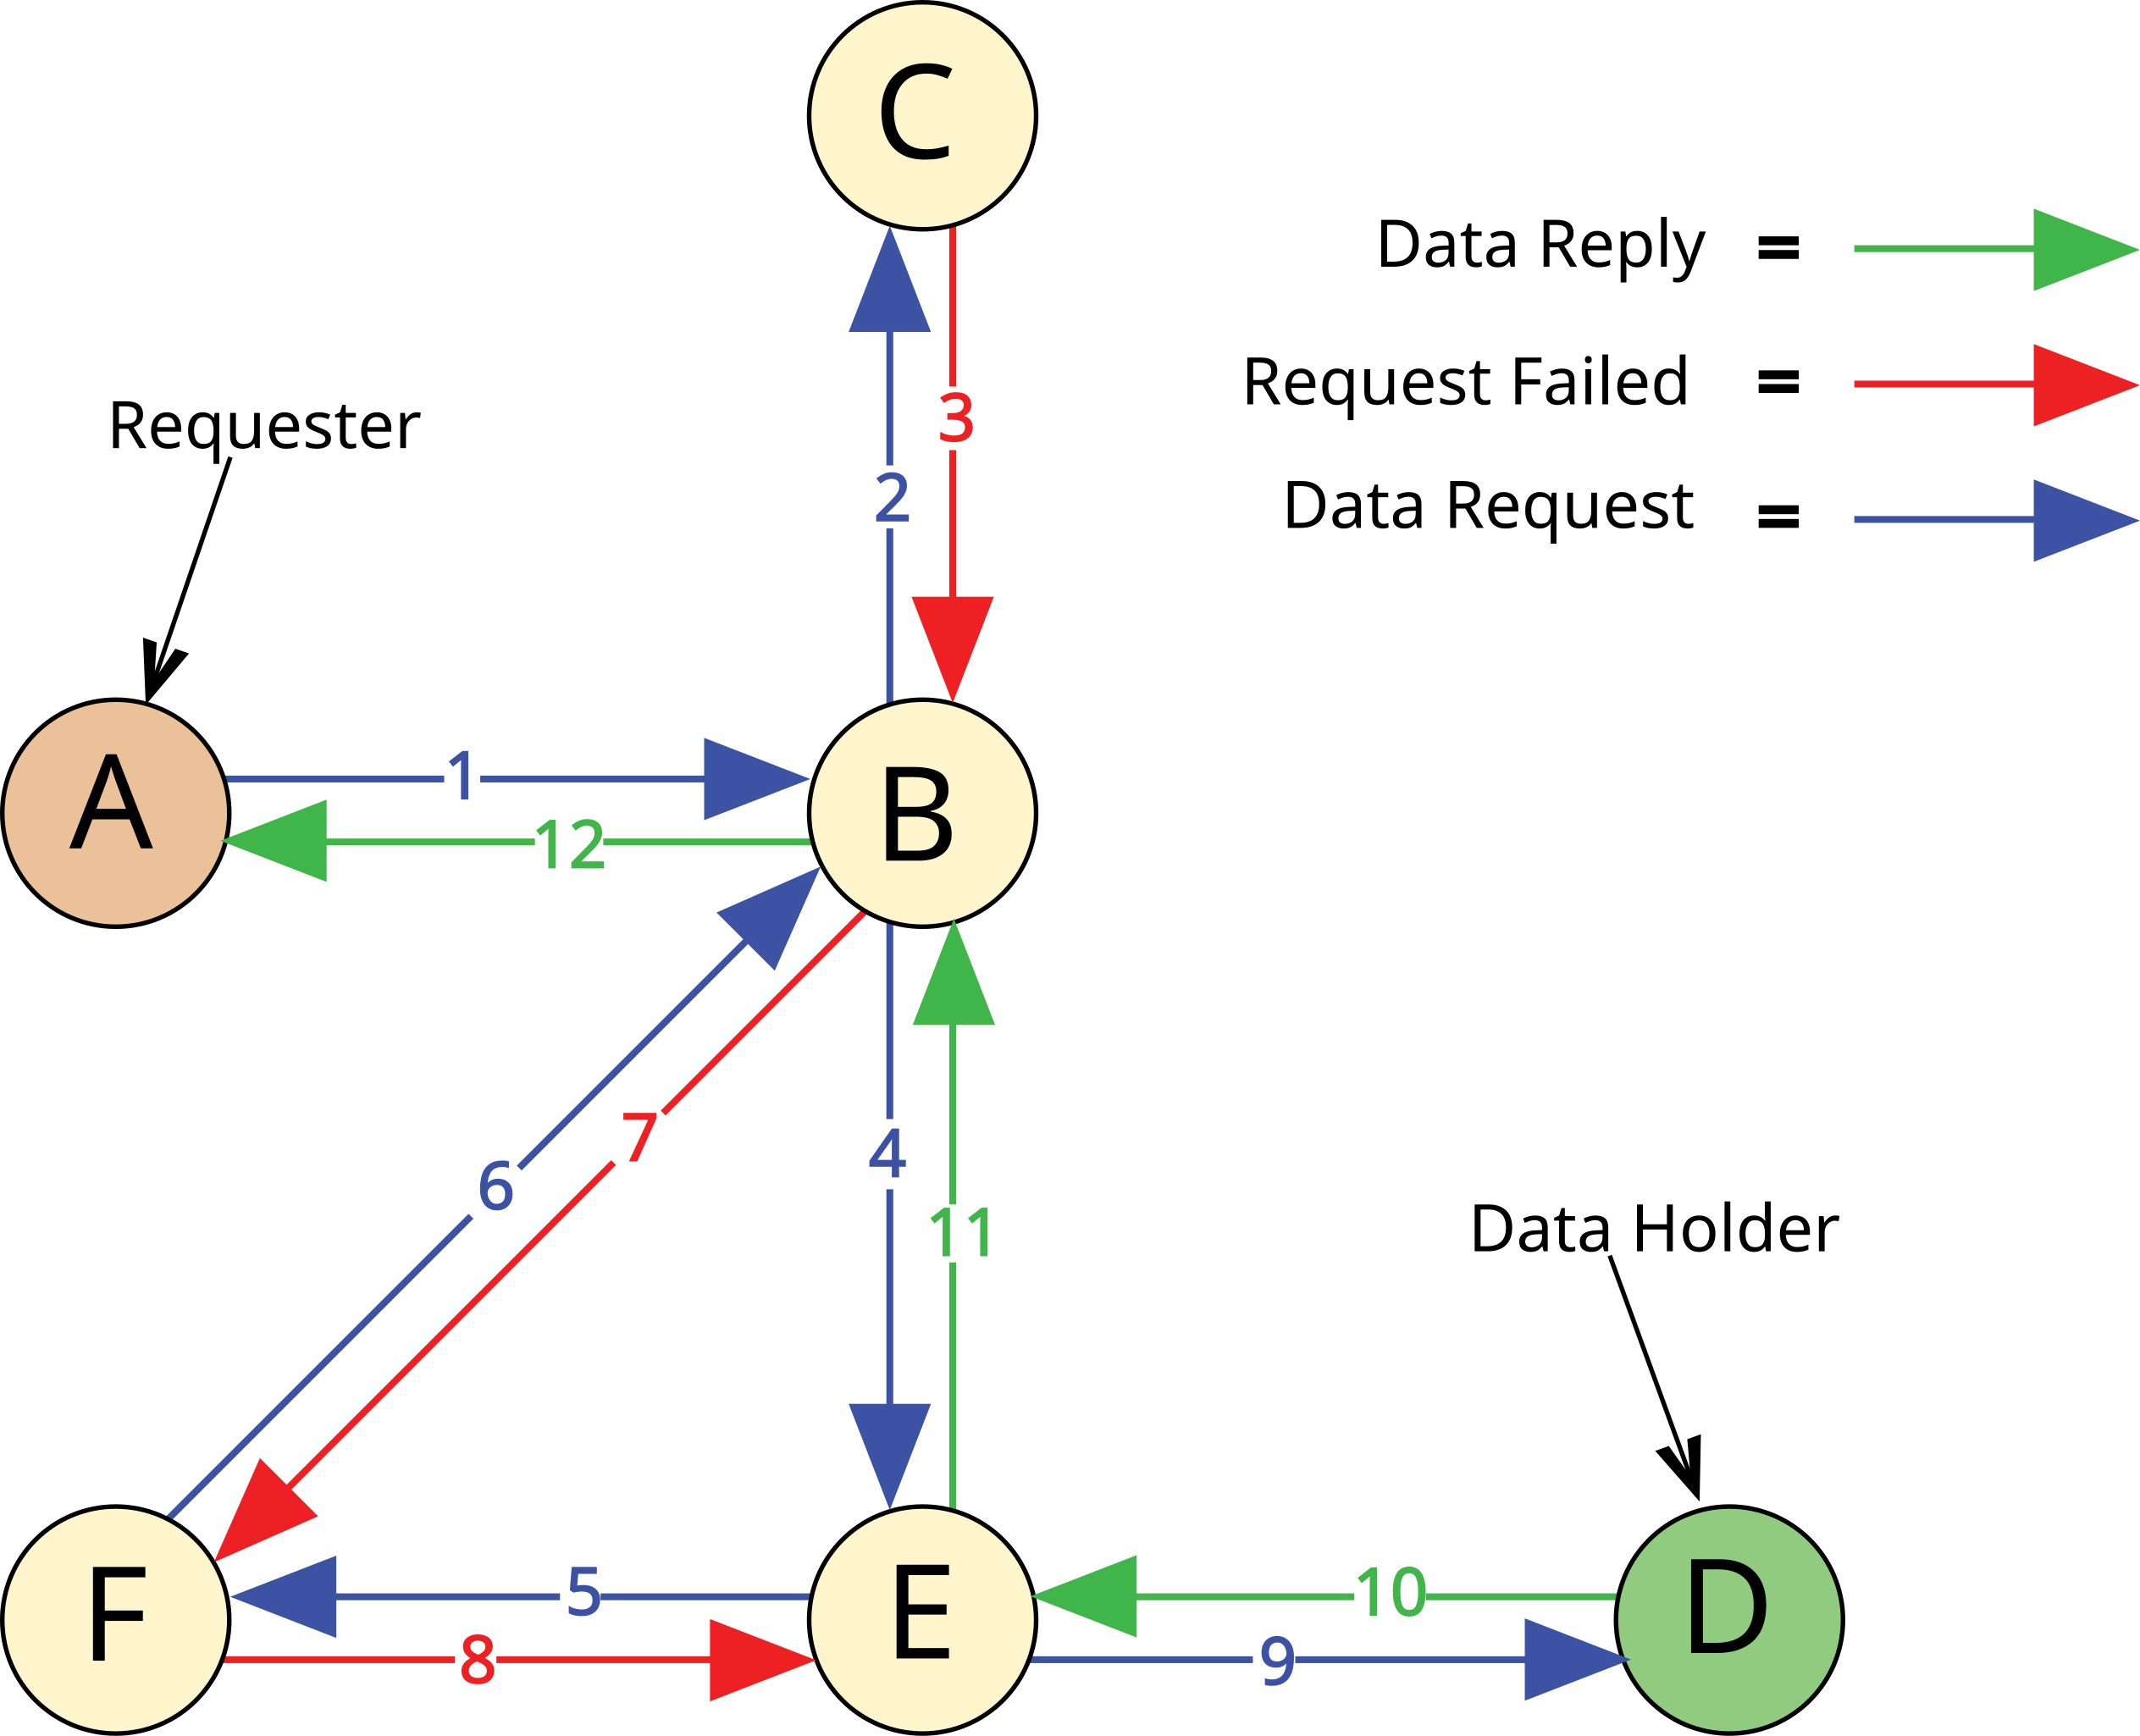 C
Data Reply =
Request Failed =
3
Requester
2
Data Request =
A
1
B
12
7
4
6
11
Data Holder
F
5
E
10
D
8
9